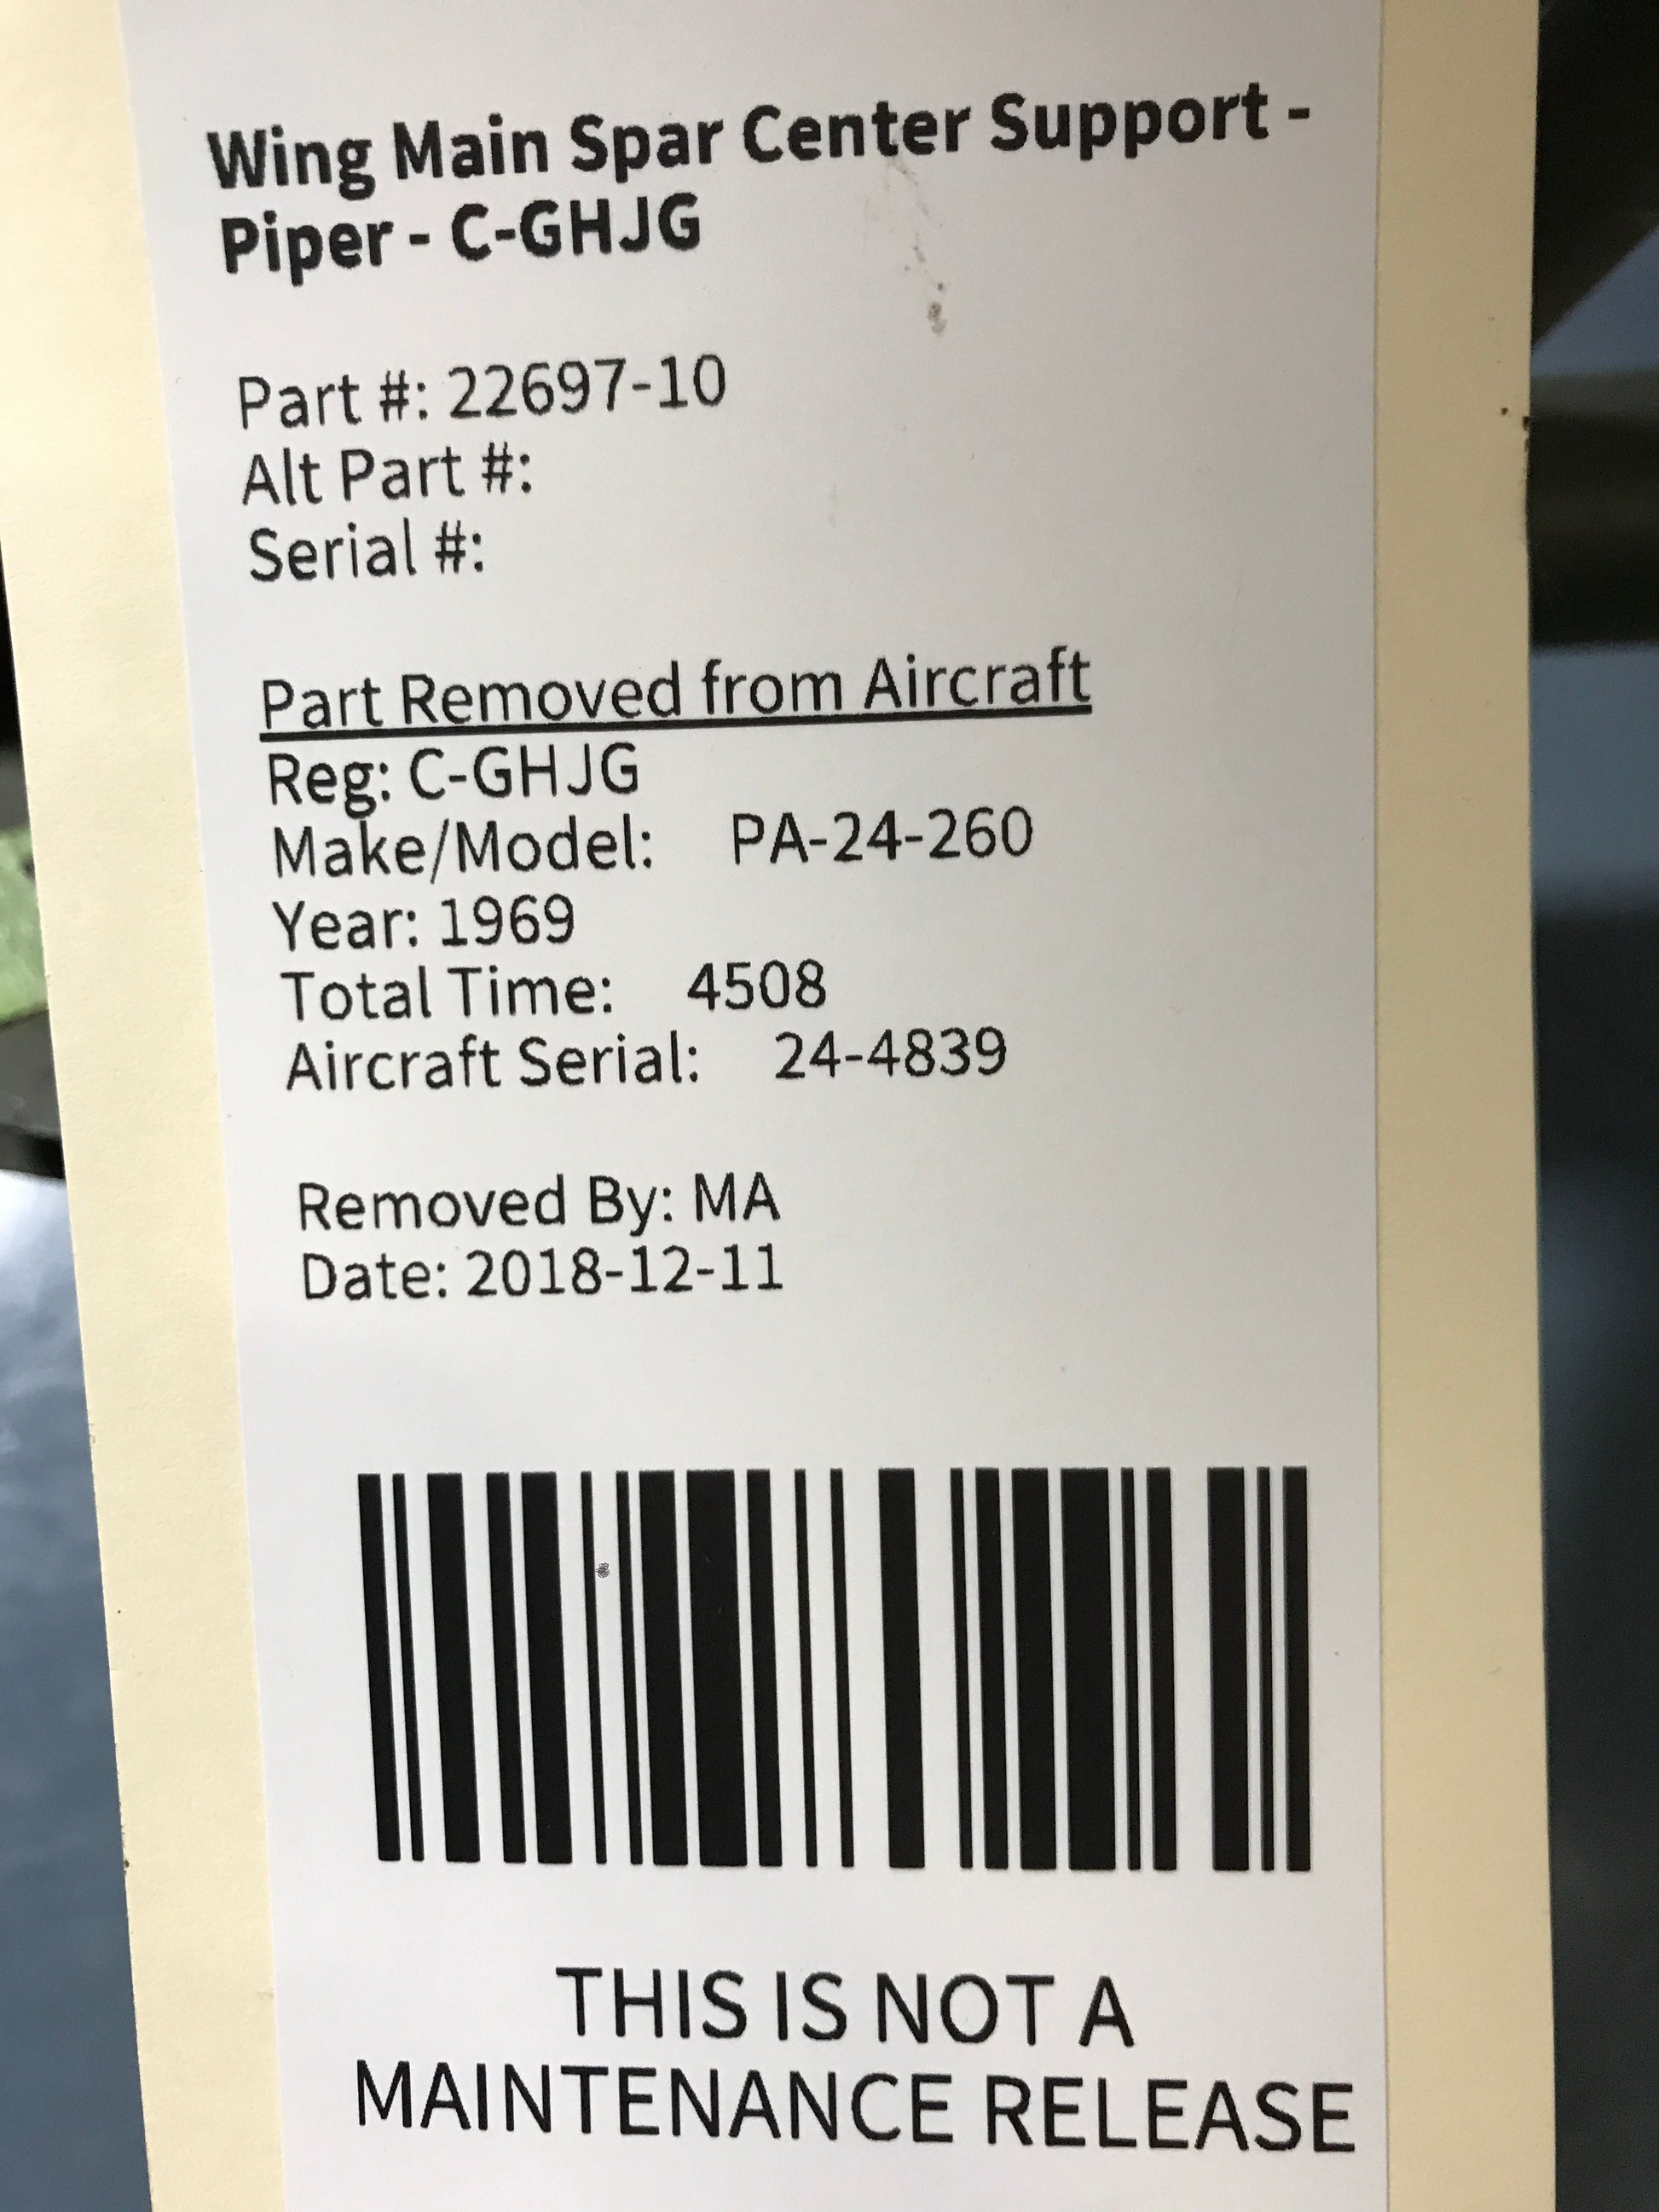 Wing Main Spar Center Support -
Piper - C-GHJG
Part #: 22697-10
Alt Part #:
Serial #:
Part Removed from Aircraft
Reg: C-GHJG
Make/Model: PA-24-260
Year: 1969
Total Time: 4508
Aircraft Serial: 24-4839
Removed By: MA
Date: 2018-12-11
THIS IS NOT A
MAINTENANCE RELEASE